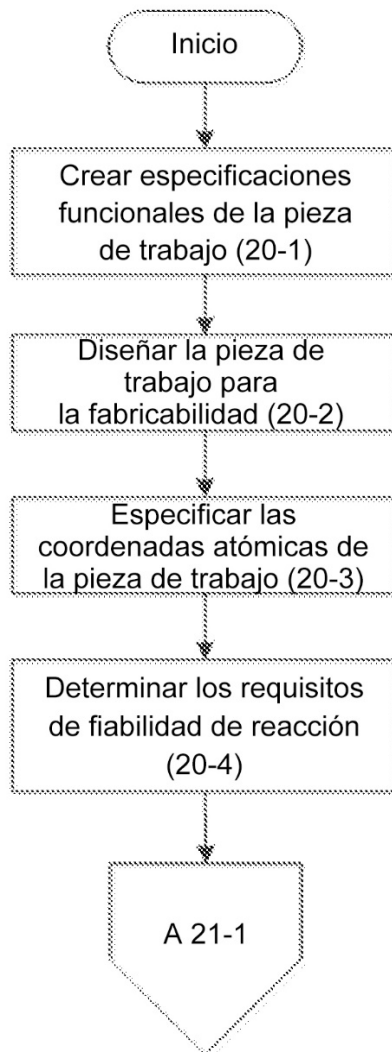 Inicio
Crear especificaciones
funcionales de la pieza
de trabajo (20-1)
Diseñar la pieza de
trabajo para
la fabricabilidad (20-2)
Especificar las
coordenadas atómicas de
la pieza de trabajo (20-3)
Determinar los requisitos
de fiabilidad de reacción
(20-4)
A 21-1